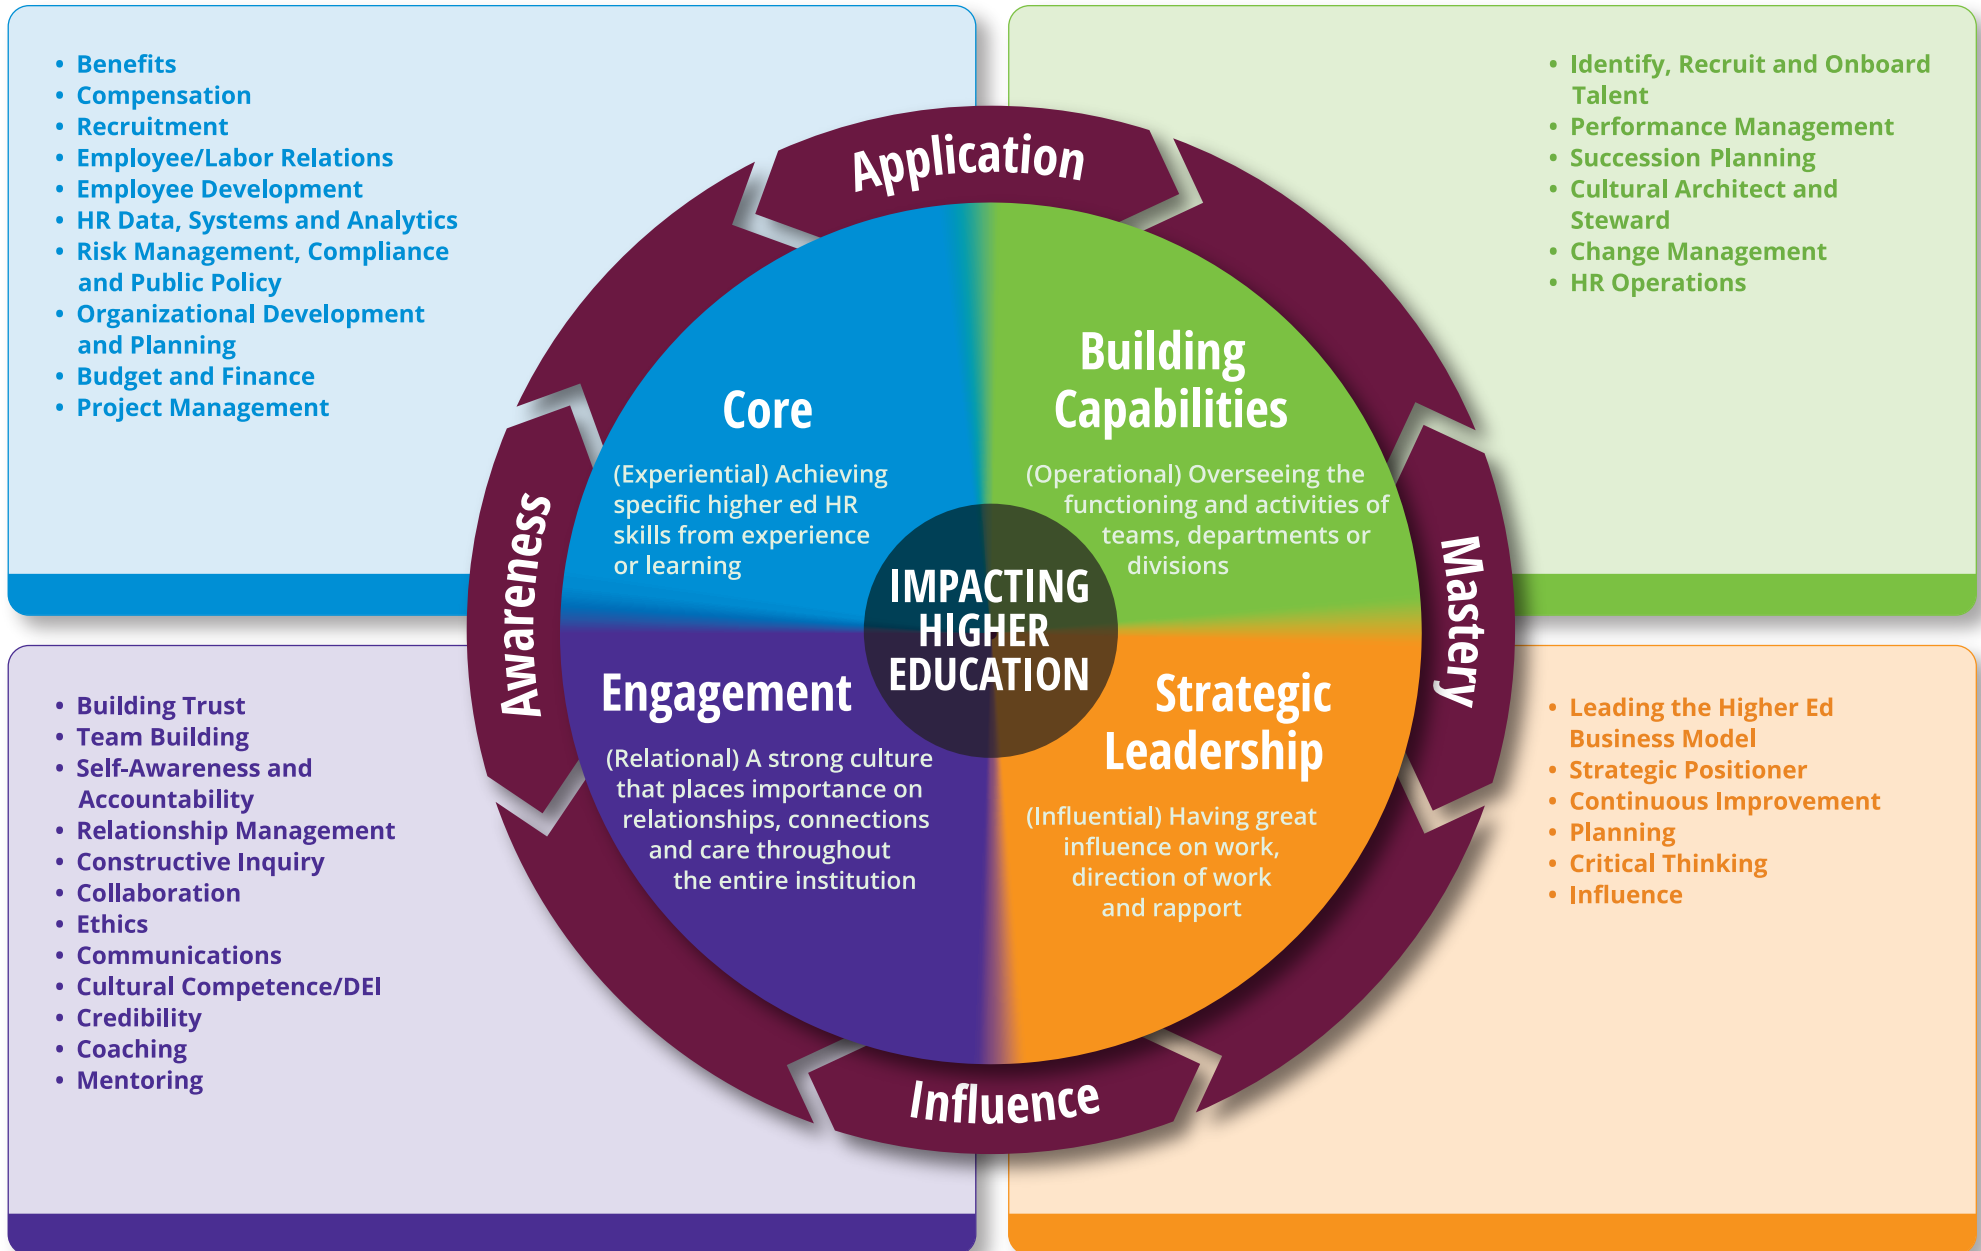 • Benefits
• Compensation
• Recruitment
• Employee/Labor Relations
• Employee Development
• HR Data, Systems and Analytics
• Risk Management, Compliance
and Public Policy
• Organizational Development
and Planning
• Budget and Finance
• Project Management
• Identify, Recruit and Onboard
Talent
• Performance Management
• Succession Planning
• Cultural Architect and
Steward
• Change Management
• HR Operations
Application
Awareness
Mastery
Influence
Core
(Experiential) Achieving
specific higher ed HR
skills from experience
or learning
Building
Capabilities
(Operational) Overseeing the
functioning and activities of
teams, departments or
divisions
IMPACTING
HIGHER
EDUCATION
Engagement
(Relational) A strong culture
that places importance on
relationships, connections
and care throughout
the entire institution
Strategic
Leadership
(Influential) Having great
influence on work,
direction of work
and rapport
• Building Trust
• Team Building
• Self-Awareness and
Accountability
• Relationship Management
• Constructive Inquiry
• Collaboration
• Ethics
• Communications
• Cultural Competence/DEl
• Credibility
• Coaching
• Mentoring
• Leading the Higher Ed
Business Model
• Strategic Positioner
• Continuous Improvement
• Planning
• Critical Thinking
• Influence